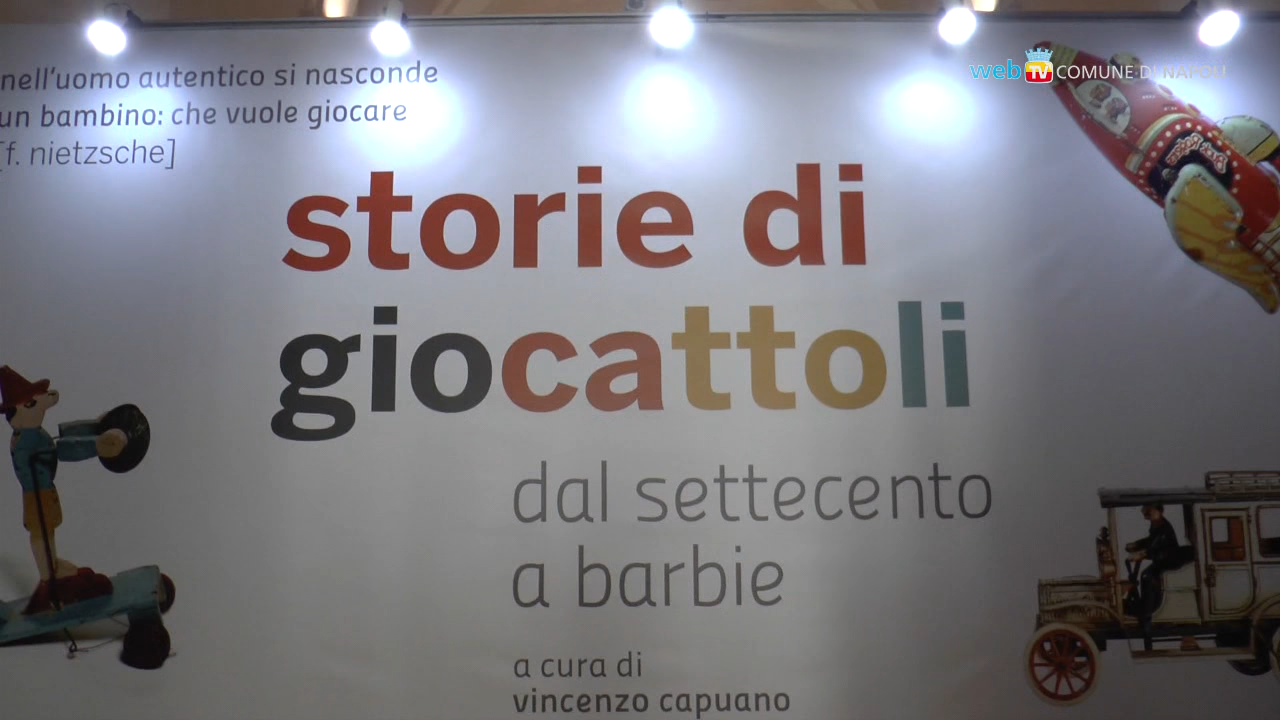 nell'uomo autentico si nasconde
un bambino: che vuole giocare
[f. nietzsche]
web TV COMUNE DI NAPOLI
storie di
giocattoli
dal settecento
a barbie
a cura di
vincenzo capuano